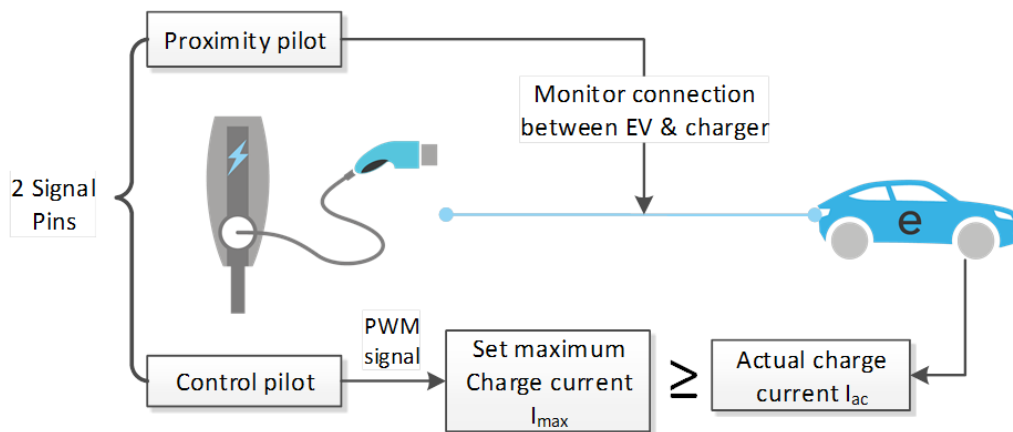 Proximity pilot
Monitor connection
between EV & charger
2 Signal
Pins
e
PWM
signal
Control pilot
Set maximum
Charge current
Imax
≥
Actual charge
current Iac